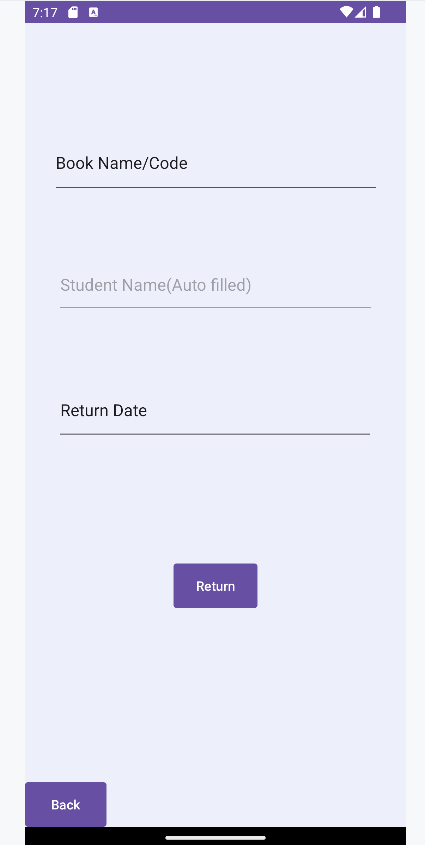 7:17
Book Name/Code
Student Name(Auto filled)
Return Date
Return
Back